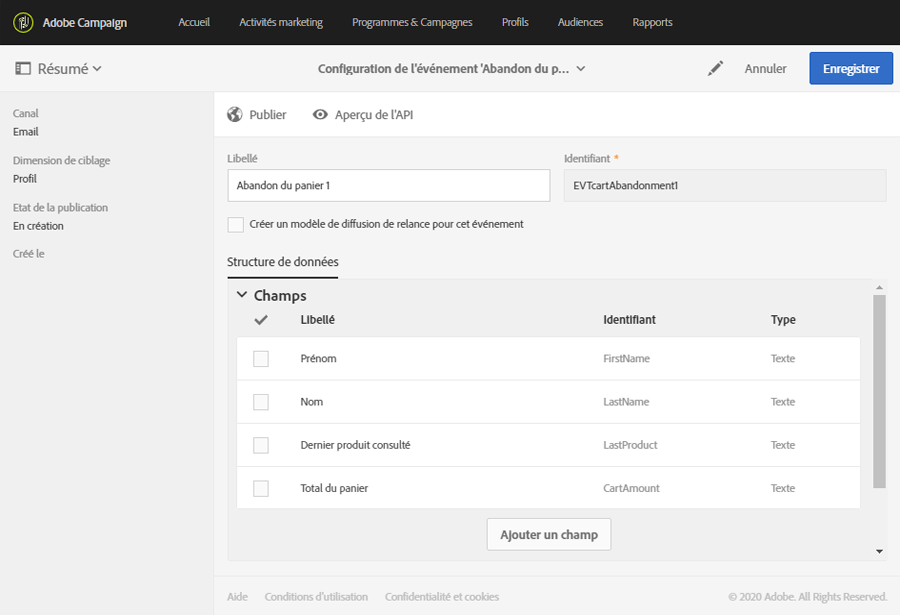 Adobe Campaign Accueil Activités marketing Programmes & Campagnes Profils Audiences Rapports
Résumé Configuration de l'événement 'Abandon du p... Annuler Enregistrer
Canal
Email
Dimension de ciblage
Profil
Etat de la publication
En création
Créé le
Publier Aperçu de l'API
Libellé Identifiant *
Abandon du panier 1 EVTcartAbandonment1
Créer un modèle de diffusion de relance pour cet événement
Structure de données
Champs
Libellé Identifiant Type
Prénom FirstName Texte
Nom LastName Texte
Dernier produit consulté LastProduct Texte
Total du panier CartAmount Texte
Ajouter un champ
Aide Conditions d'utilisation Confidentialité et cookies © 2020 Adobe. All Rights Reserved.